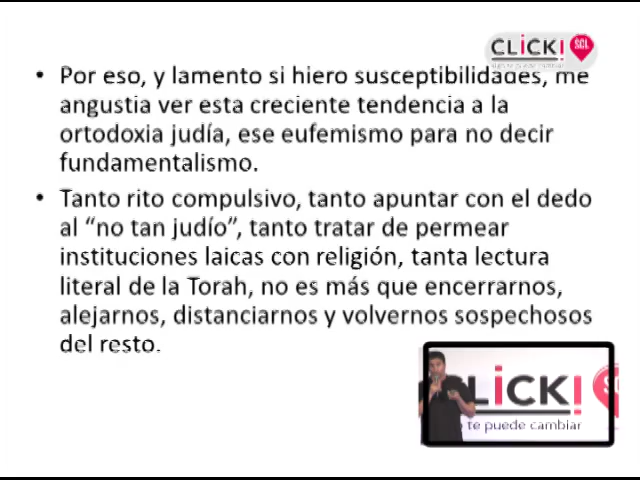 CLiCK! SCL
• Por eso, y lamento si hiero susceptibilidades, me
angustia ver esta creciente tendencia a la
ortodoxia judía, ese eufemismo para no decir
fundamentalismo.
• Tanto rito compulsivo, tanto apuntar con el dedo
al “no tan judío”, tanto tratar de permear
instituciones laicas con religión, tanta lectura
literal de la Torah, no es más que encerrarnos,
alejarnos, distanciarnos y volvernos sospechosos
del resto.
LiCK!
te puede cambiar